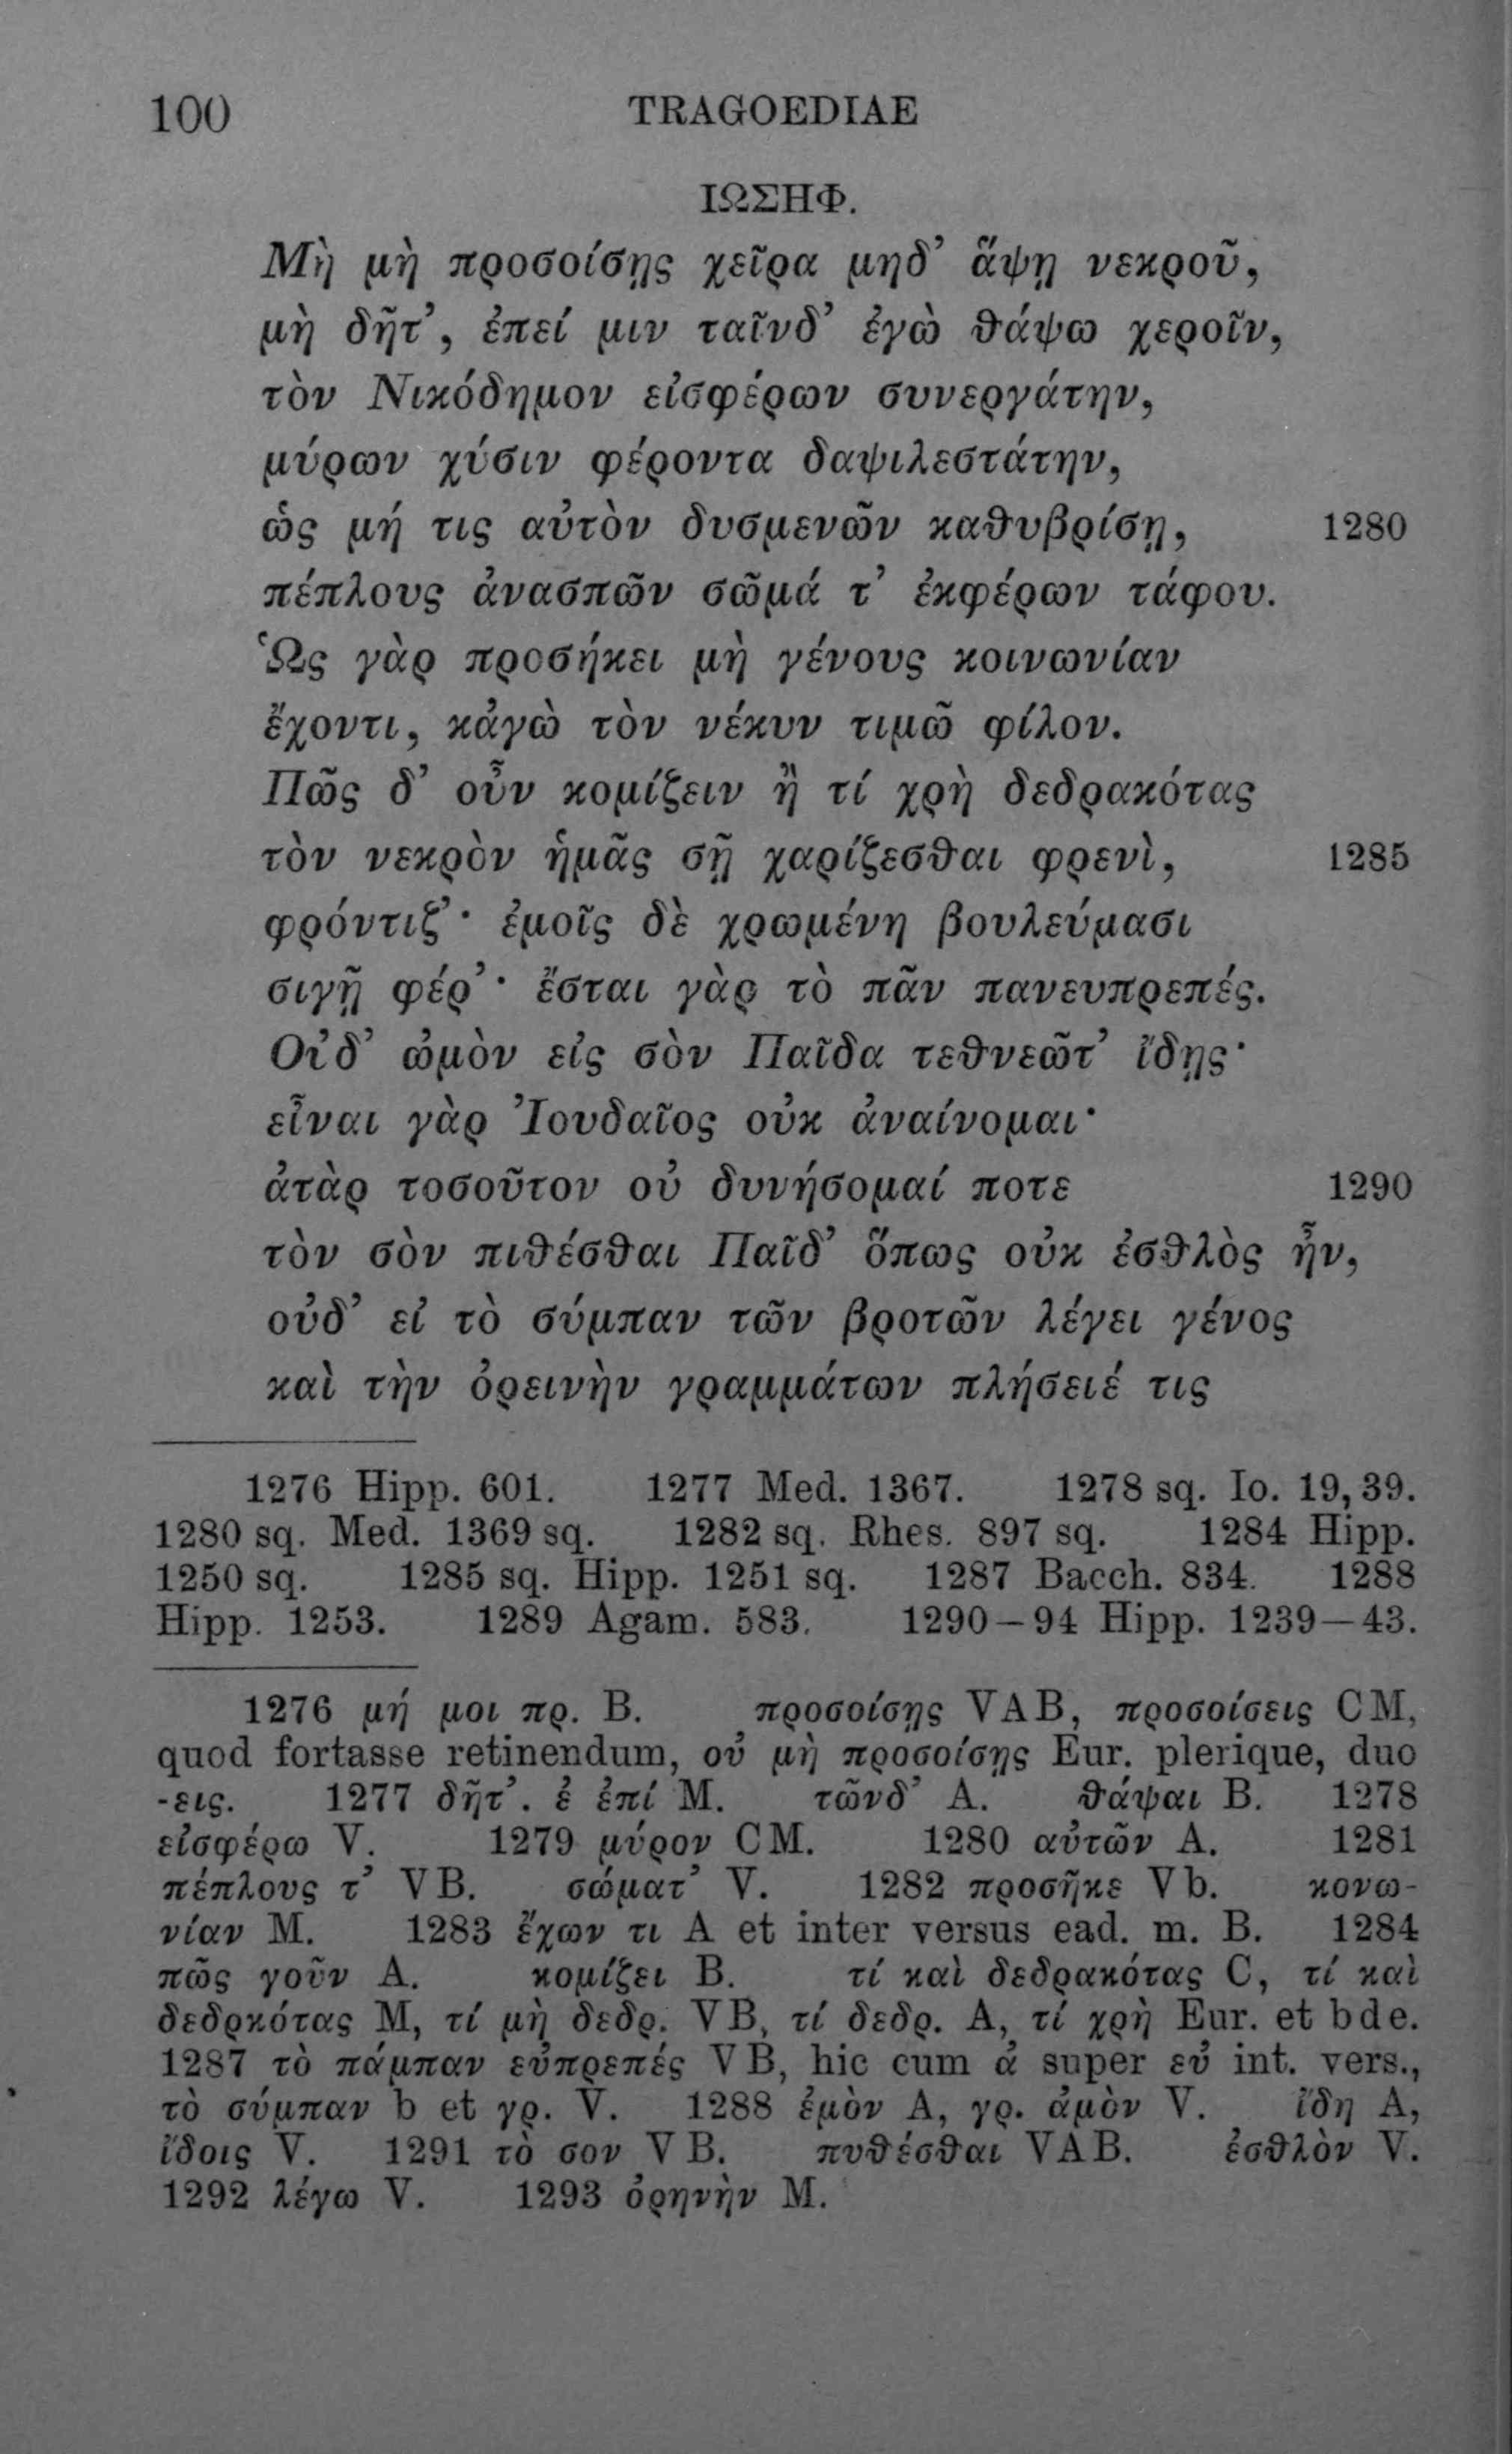 100
TRAGOEDIAE
ΙΩΣΗΦ.
Μὴ μὴ προσοίσῃς χεῖρα μηδ’ ἅψῃ νεκροῦ,
μὴ δῆτ’, ἐπεί μιν ταῖνδ’ ἐγὼ θάψω χεροῖν,
τὸν Νικόδημον εἰσφέρων συνεργάτην,
μύρων χύσιν φέροντα δαψιλεστάτην,
ὡς μή τις αὐτὸν δυσμενῶν καθυβρίσῃ, 1280
πέπλους ἀνασπῶν σῶμά τ’ ἐκφέρων τάφου.
Ὡς γὰρ προσήκει μὴ γένους κοινωνίαν
ἔχοντι, κἀγὼ τὸν νέκυν τιμῶ φίλον.
Πῶς δ’ οὖν κομίζειν ἢ τί χρὴ δεδρακότας
τὸν νεκρὸν ἡμᾶς σῇ χαρίζεσθαι φρενὶ, 1285
φρόντιζ’· ἐμοῖς δὲ χρωμένη βουλεύμασι
σιγῇ φέρ’· ἔσται γὰρ τὸ πᾶν πανευπρεπές.
Οὐδ’ ὠμὸν εἰς σὸν Παῖδα τεθνεῶτ’ ἴδῃς·
εἶναι γὰρ Ἰουδαῖος οὐκ ἀναίνομαι·
ἀτὰρ τοσοῦτον οὐ δυνήσομαί ποτε 1290
τὸν σὸν πιθέσθαι Παῖδ’ ὅπως οὐκ ἐσθλὸς ἦν,
οὐδ’ εἰ τὸ σύμπαν τῶν βροτῶν λέγει γένος
καὶ τὴν ὀρεινὴν γραμμάτων πλήσειέ τις
1276 Hipp. 601. 1277 Med. 1367. 1278 sq. Io. 19, 39.
1280 sq. Med. 1369 sq. 1282 sq. Rhes. 897 sq. 1284 Hipp.
1250 sq. 1285 sq. Hipp. 1251 sq. 1287 Bacch. 834. 1288
Hipp. 1253. 1289 Agam. 583. 1290–94 Hipp. 1239–43.
1276 μή μοι πρ. B. προσοίσῃς VAB, προσοίσεις CM,
quod fortasse retinendum, οὐ μὴ προσοίσῃς Eur. plerique, duo
-εις. 1277 δῆτ’. ἐ ἐπί M. τῶνδ’ A. θάψαι B. 1278
εἰσφέρω V. 1279 μύρον CM. 1280 αὐτῶν A. 1281
πέπλους τ’ VB. σώματ’ V. 1282 προσῆκε Vb. κονω-
νίαν M. 1283 ἔχων τι A et inter versus ead. m. B. 1284
πῶς γοῦν A. κομίζει B. τί καὶ δεδρακότας C, τί καὶ
δεδρκότας M, τί μὴ δεδρ. VB, τί δεδρ. A, τί χρὴ Eur. et bde.
1287 τὸ πάμπαν εὐπρεπές VB, hic cum ἀ super εὐ int. vers.,
τὸ σύμπαν b et γρ. V. 1288 ἐμὸν A, γρ. ἀμὸν V. ἴδη A,
ἴδοις V. 1291 τὸ σον VB. πυθέσθαι VAB. ἐσθλὸν V.
1292 λέγω V. 1293 ὀρηνὴν M.